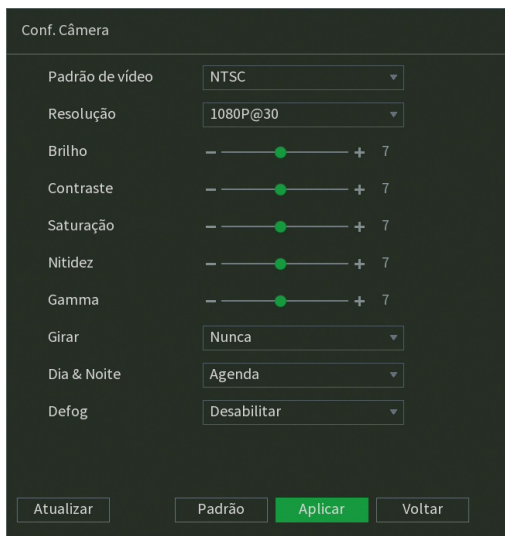 Conf. Câmera
Padrão de vídeo NTSC
Resolução 1080P@30
Brilho 7
Contraste 7
Saturação 7
Nitidez 7
Gamma 7
Girar Nunca
Dia & Noite Agenda
Defog Desabilitar
Atualizar Padrão Aplicar Voltar